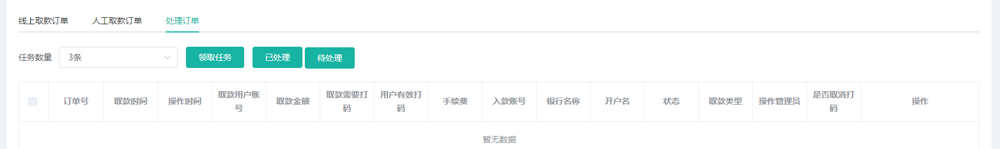 线上取款订单 人工取款订单 处理订单
任务数量 3条 领取任务 已处理 待处理
订单号 取款时间 操作时间 取款用户账号 取款金额 取款需要打码 用户有效打码 手续费 入款账号 银行名称 开户名 状态 取款类型 操作管理员 是否取消打码 操作
暂无数据